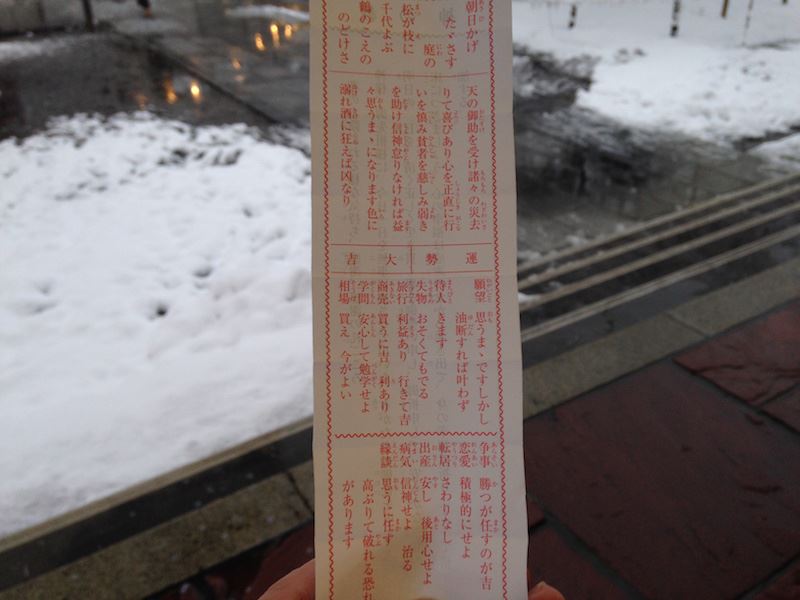 朝日かげ
たゞさす
庭の
松が枝に
千代よぶ
鶴のこえの
のどけさ
天の御助を受け諸々の災去
りて喜びあり心を正直に行
いを慎み貧者を慈しみ弱き
を助け信神怠りなければ益
々思うまゝになります色に
溺れ酒に狂えば凶なり
運勢 大吉
願望 思うまゝですしかし
油断すれば叶わず
待人 きます
失物 おそくてもでる
旅行 利益あり 行きて吉
商売 買うに吉 利あり
学問 安心して勉学せよ
相場 買え 今がよい
争事 勝つが任すのが吉
恋愛 積極的にせよ
転居 さわりなし
出産 安し 後用心せよ
病気 信神せよ 治る
縁談 思うに任す
高ぶりて破れる恐れ
があります